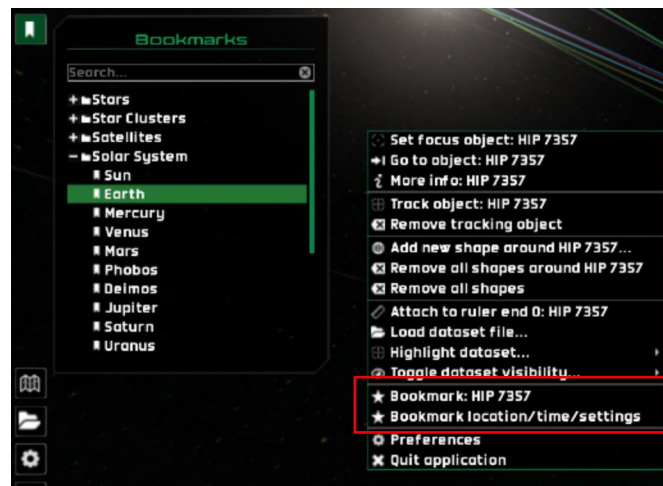 Bookmarks
Search...
Stars
Star Clusters
Satellites
Solar System
Sun
Earth
Mercury
Venus
Mars
Phobos
Deimos
Jupiter
Saturn
Uranus
Set focus object: HIP 7357
Go to object: HIP 7357
More info: HIP 7357
Track object: HIP 7357
Remove tracking object
Add new shape around HIP 7357...
Remove all shapes around HIP 7357
Remove all shapes
Attach to ruler end 0: HIP 7357
Load dataset file...
Highlight dataset...
Toggle dataset visibility...
Bookmark: HIP 7357
Bookmark location/time/settings
Preferences
Quit application